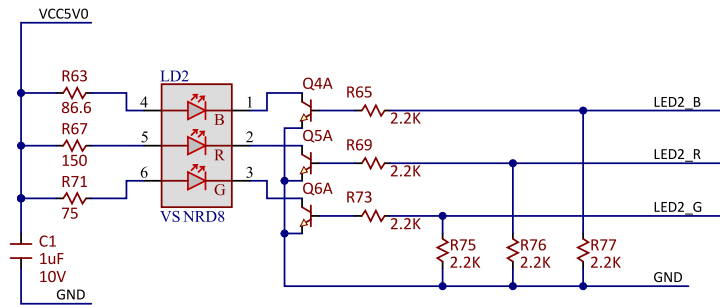 VCC5V0
LD2
R63
86.6
4
1
B
Q4A
R65
2.2K
LED2_B
R67
150
5
2
R
Q5A
R69
2.2K
LED2_R
R71
75
6
3
G
Q6A
R73
2.2K
LED2_G
VS NRD8
C1
1uF
10V
GND
R75
2.2K
R76
2.2K
R77
2.2K
GND